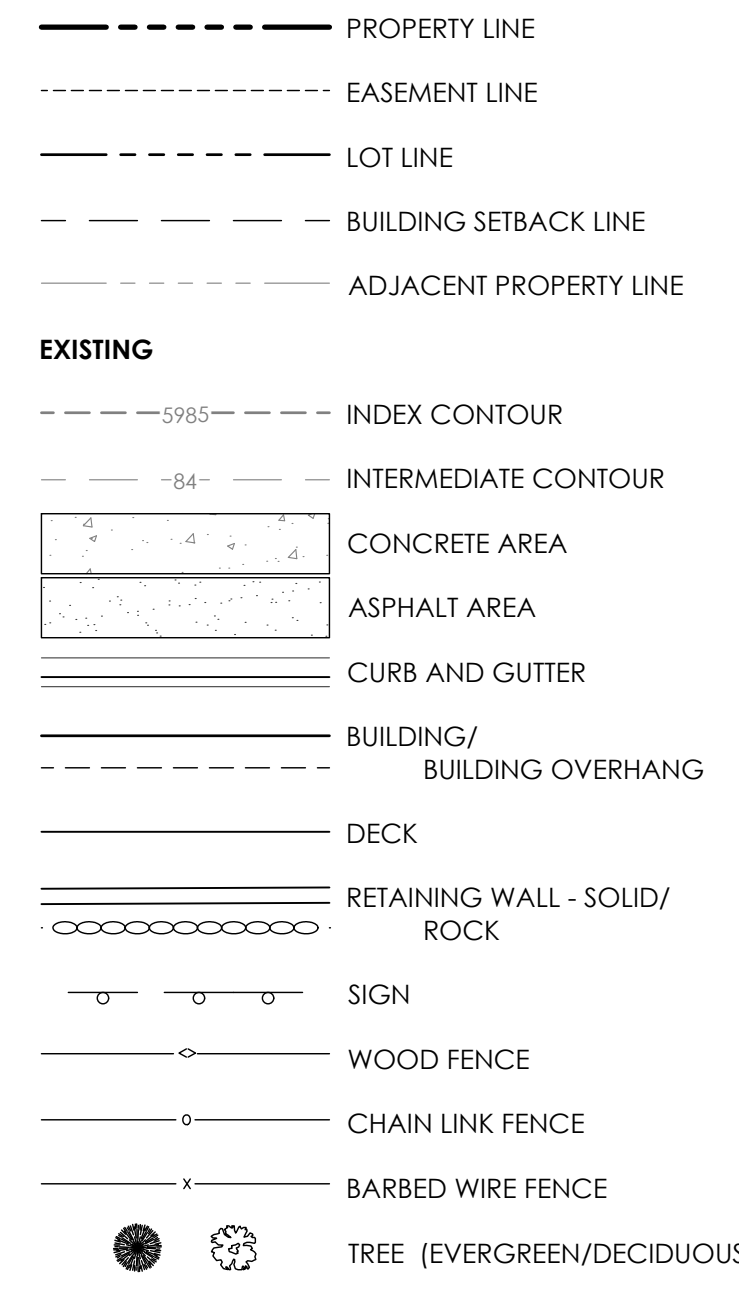 PROPERTY LINE
EASEMENT LINE
LOT LINE
BUILDING SETBACK LINE
ADJACENT PROPERTY LINE
EXISTING
5985 INDEX CONTOUR
84 INTERMEDIATE CONTOUR
CONCRETE AREA
ASPHALT AREA
CURB AND GUTTER
BUILDING/
BUILDING OVERHANG
DECK
RETAINING WALL - SOLID/
ROCK
SIGN
WOOD FENCE
O CHAIN LINK FENCE
X BARBED WIRE FENCE
TREE (EVERGREEN/DECIDUOUS